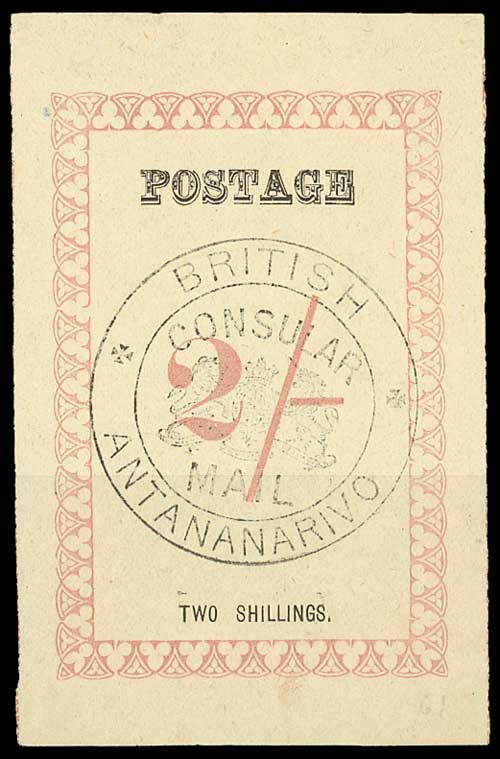 POSTAGE
BRITISH
CONSULAR
2/-
MAIL
ANTANANARIVO
TWO SHILLINGS.